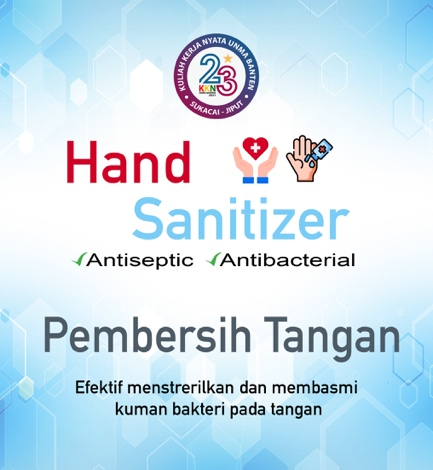 KULIAH KERJA NYATA UNMA BANTEN
23
KKN
SUKACAI - JIPUT
Hand
Sanitizer
Antiseptic Antibacterial
Pembersih Tangan
Efektif menstrerilkan dan membasmi
kuman bakteri pada tangan